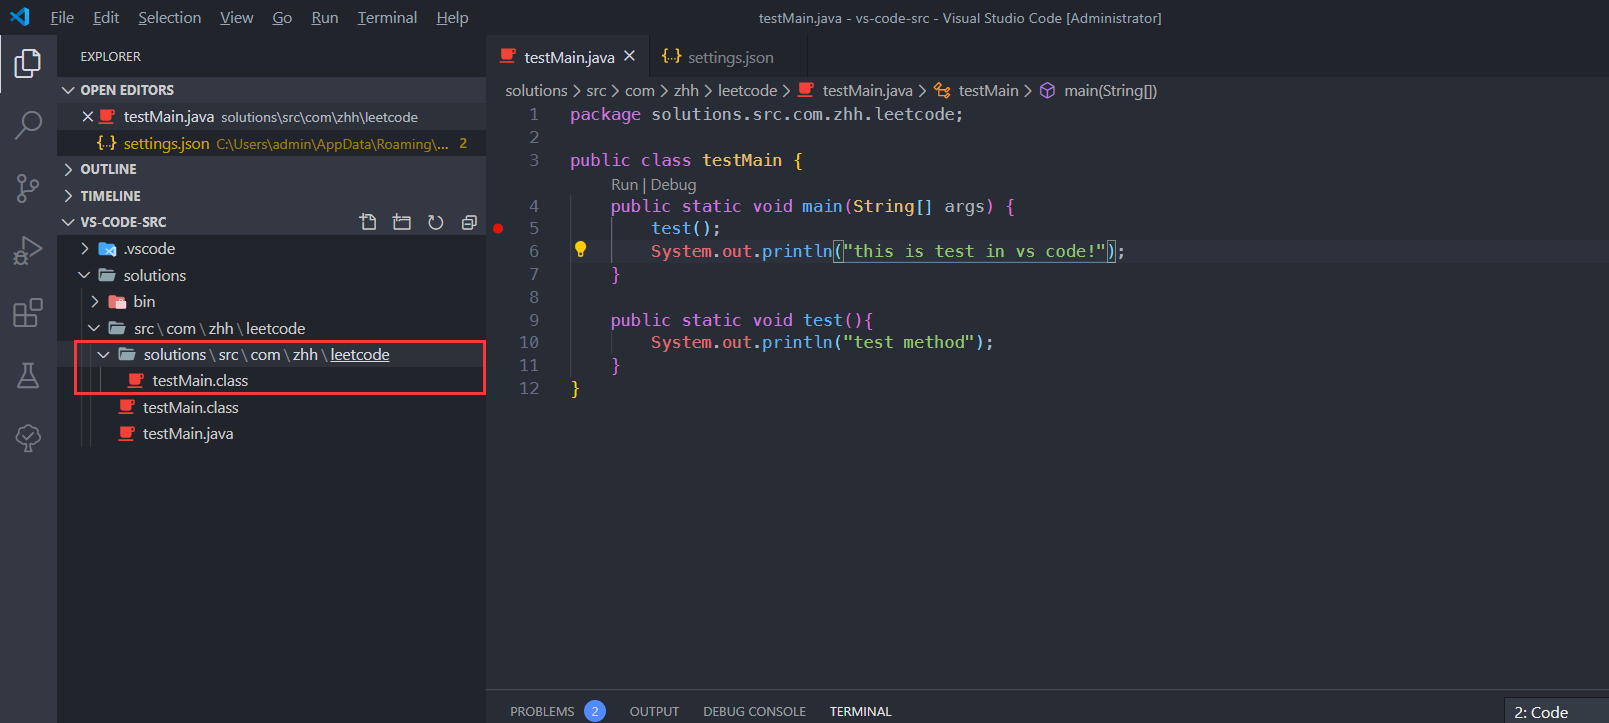 File Edit Selection View Go Run Terminal Help
testMain.java - vs-code-src - Visual Studio Code [Administrator]
EXPLORER
OPEN EDITORS
testMain.java solutions\src\com\zhh\leetcode
settings.json C:\Users\admin\AppData\Roaming\... 2
OUTLINE
TIMELINE
VS-CODE-SRC
.vscode
solutions
bin
src\com\zhh\leetcode
solutions\src\com\zhh\leetcode
testMain.class
testMain.class
testMain.java
testMain.java settings.json
solutions > src > com > zhh > leetcode > testMain.java > testMain > main(String[])
1 package solutions.src.com.zhh.leetcode;
2
3 public class testMain {
Run | Debug
4 public static void main(String[] args) {
5 test();
6 System.out.println("this is test in vs code!");
7 }
8
9 public static void test(){
10 System.out.println("test method");
11 }
12 }
PROBLEMS 2 OUTPUT DEBUG CONSOLE TERMINAL
2: Code